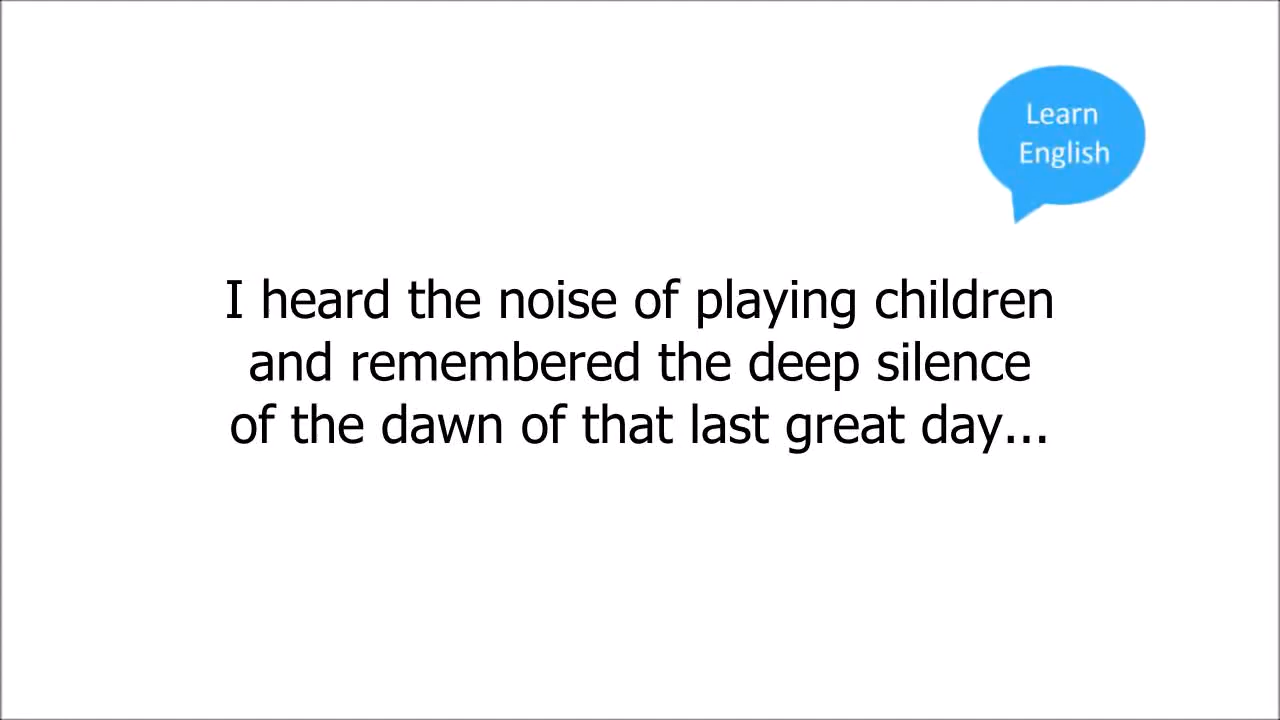 Learn
English
I heard the noise of playing children
and remembered the deep silence
of the dawn of that last great day...